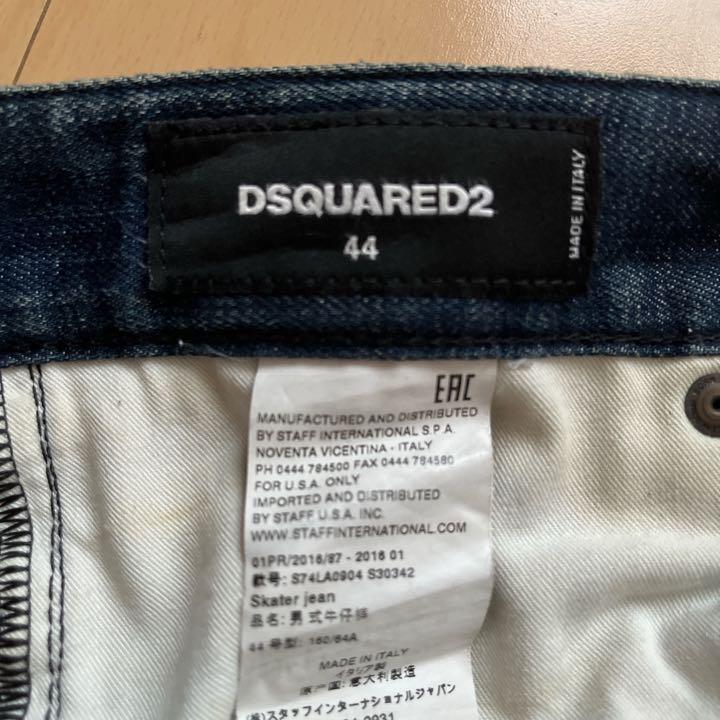 DSQUARED2
44
MADE IN ITALY
EAC
MANUFACTURED AND DISTRIBUTED
BY STAFF INTERNATIONAL S.P.A.
NOVENTA VICENTINA - ITALY
PH 0444 784500 FAX 0444 784580
FOR U.S.A. ONLY
IMPORTED AND DISTRIBUTED
BY STAFF U.S.A. INC.
WWW.STAFFINTERNATIONAL.COM
01PR/2016/87 - 2016 01
款号: S74LA0904 S30342
Skater jean
品名: 男式牛仔裤
44 号型: 160/64A
MADE IN ITALY
イタリア製
原产国: 意大利製造
(株)スタッフインターナショナルジャパン